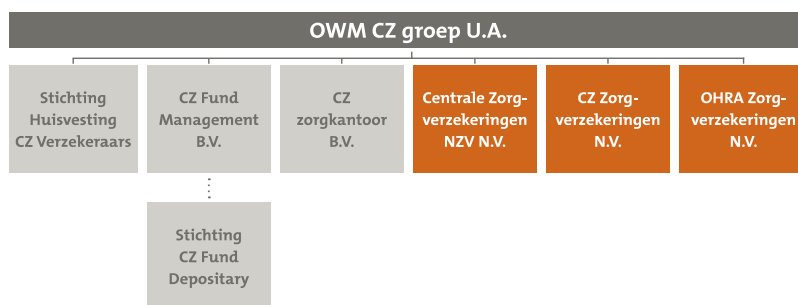 OWM CZ groep U.A.
Stichting
Huisvesting
CZ Verzekeraars
CZ Fund
Management
B.V.
CZ
zorgkantoor
B.V.
Centrale Zorg-
verzekeringen
NZV N.V.
CZ Zorg-
verzekeringen
N.V.
OHRA Zorg-
verzekeringen
N.V.
Stichting
CZ Fund
Depositary